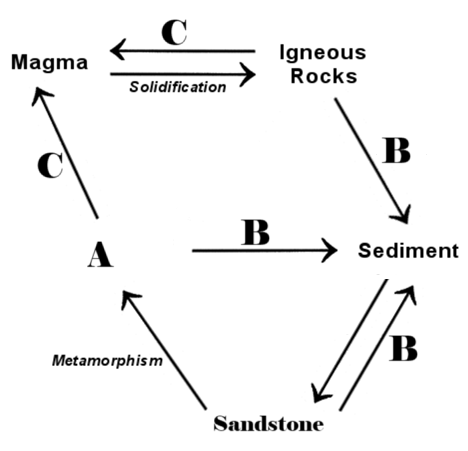 C
Igneous
Rocks
Magma
Solidification
B
C
B
A
Sediment
B
Metamorphism
Sandstone